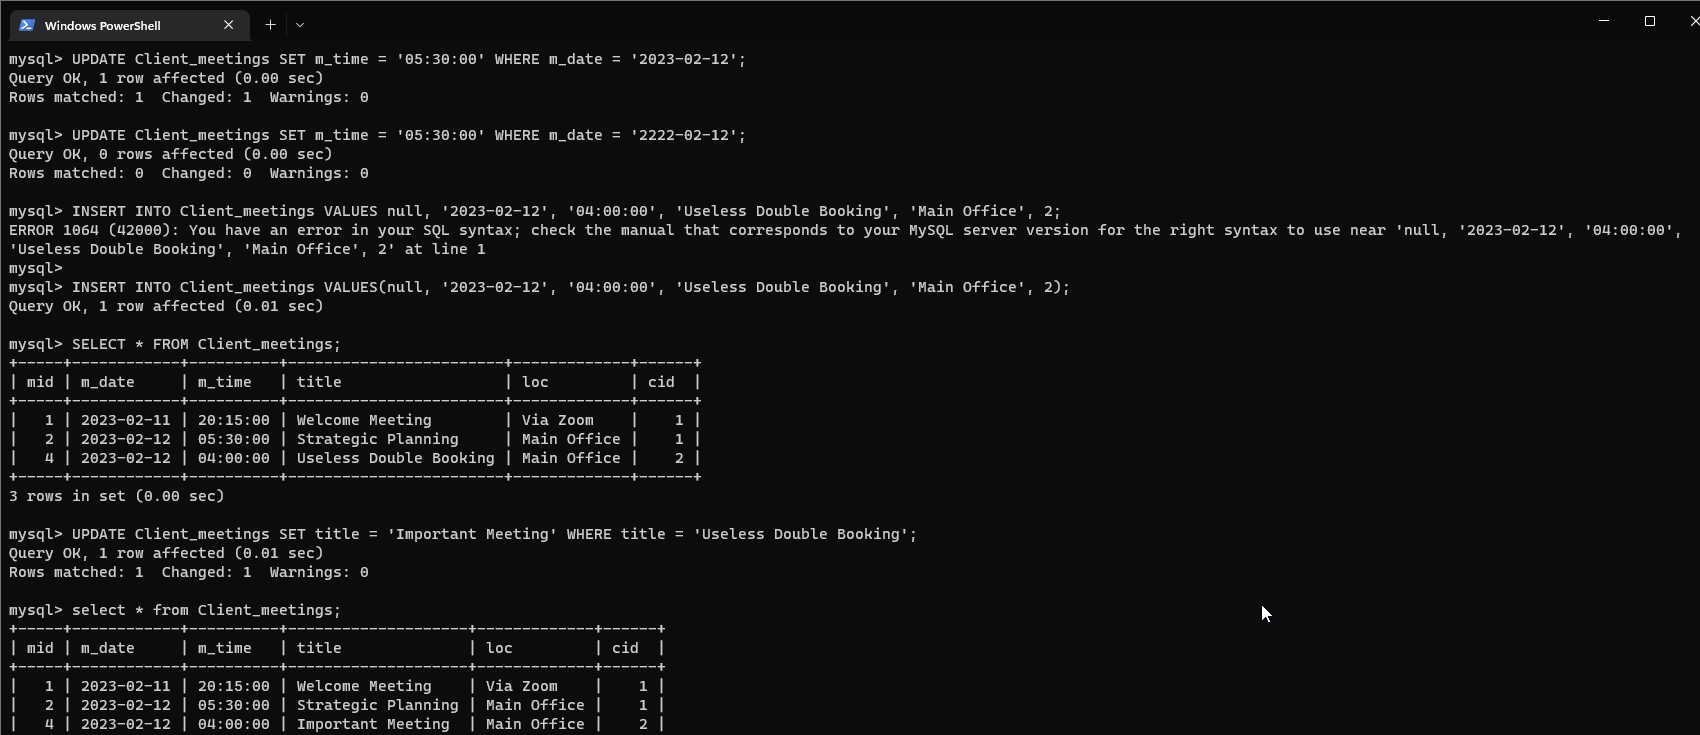 Windows PowerShell
mysql> UPDATE Client_meetings SET m_time = '05:30:00' WHERE m_date = '2023-02-12';
Query OK, 1 row affected (0.00 sec)
Rows matched: 1  Changed: 1  Warnings: 0
mysql> UPDATE Client_meetings SET m_time = '05:30:00' WHERE m_date = '2222-02-12';
Query OK, 0 rows affected (0.00 sec)
Rows matched: 0  Changed: 0  Warnings: 0
mysql> INSERT INTO Client_meetings VALUES null, '2023-02-12', '04:00:00', 'Useless Double Booking', 'Main Office', 2;
ERROR 1064 (42000): You have an error in your SQL syntax; check the manual that corresponds to your MySQL server version for the right syntax to use near 'null, '2023-02-12', '04:00:00',
'Useless Double Booking', 'Main Office', 2' at line 1
mysql>
mysql> INSERT INTO Client_meetings VALUES(null, '2023-02-12', '04:00:00', 'Useless Double Booking', 'Main Office', 2);
Query OK, 1 row affected (0.01 sec)
mysql> SELECT * FROM Client_meetings;
+-----+------------+----------+------------------------+-------------+------+
| mid | m_date     | m_time   | title                  | loc         | cid  |
+-----+------------+----------+------------------------+-------------+------+
|   1 | 2023-02-11 | 20:15:00 | Welcome Meeting        | Via Zoom    |    1 |
|   2 | 2023-02-12 | 05:30:00 | Strategic Planning     | Main Office |    1 |
|   4 | 2023-02-12 | 04:00:00 | Useless Double Booking | Main Office |    2 |
+-----+------------+----------+------------------------+-------------+------+
3 rows in set (0.00 sec)
mysql> UPDATE Client_meetings SET title = 'Important Meeting' WHERE title = 'Useless Double Booking';
Query OK, 1 row affected (0.01 sec)
Rows matched: 1  Changed: 1  Warnings: 0
mysql> select * from Client_meetings;
+-----+------------+----------+--------------------+-------------+------+
| mid | m_date     | m_time   | title              | loc         | cid  |
+-----+------------+----------+--------------------+-------------+------+
|   1 | 2023-02-11 | 20:15:00 | Welcome Meeting    | Via Zoom    |    1 |
|   2 | 2023-02-12 | 05:30:00 | Strategic Planning | Main Office |    1 |
|   4 | 2023-02-12 | 04:00:00 | Important Meeting  | Main Office |    2 |